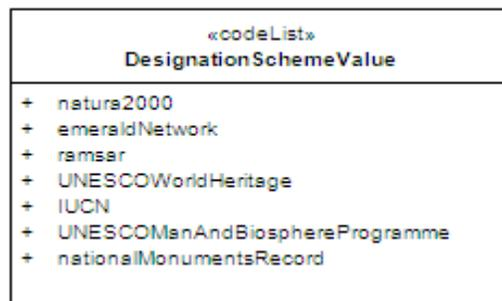 «codeList»
DesignationSchemeValue
+ natura2000
+ emeraldNetwork
+ ramsar
+ UNESCOWorldHeritage
+ IUCN
+ UNESCOManAndBiosphereProgramme
+ nationalMonumentsRecord